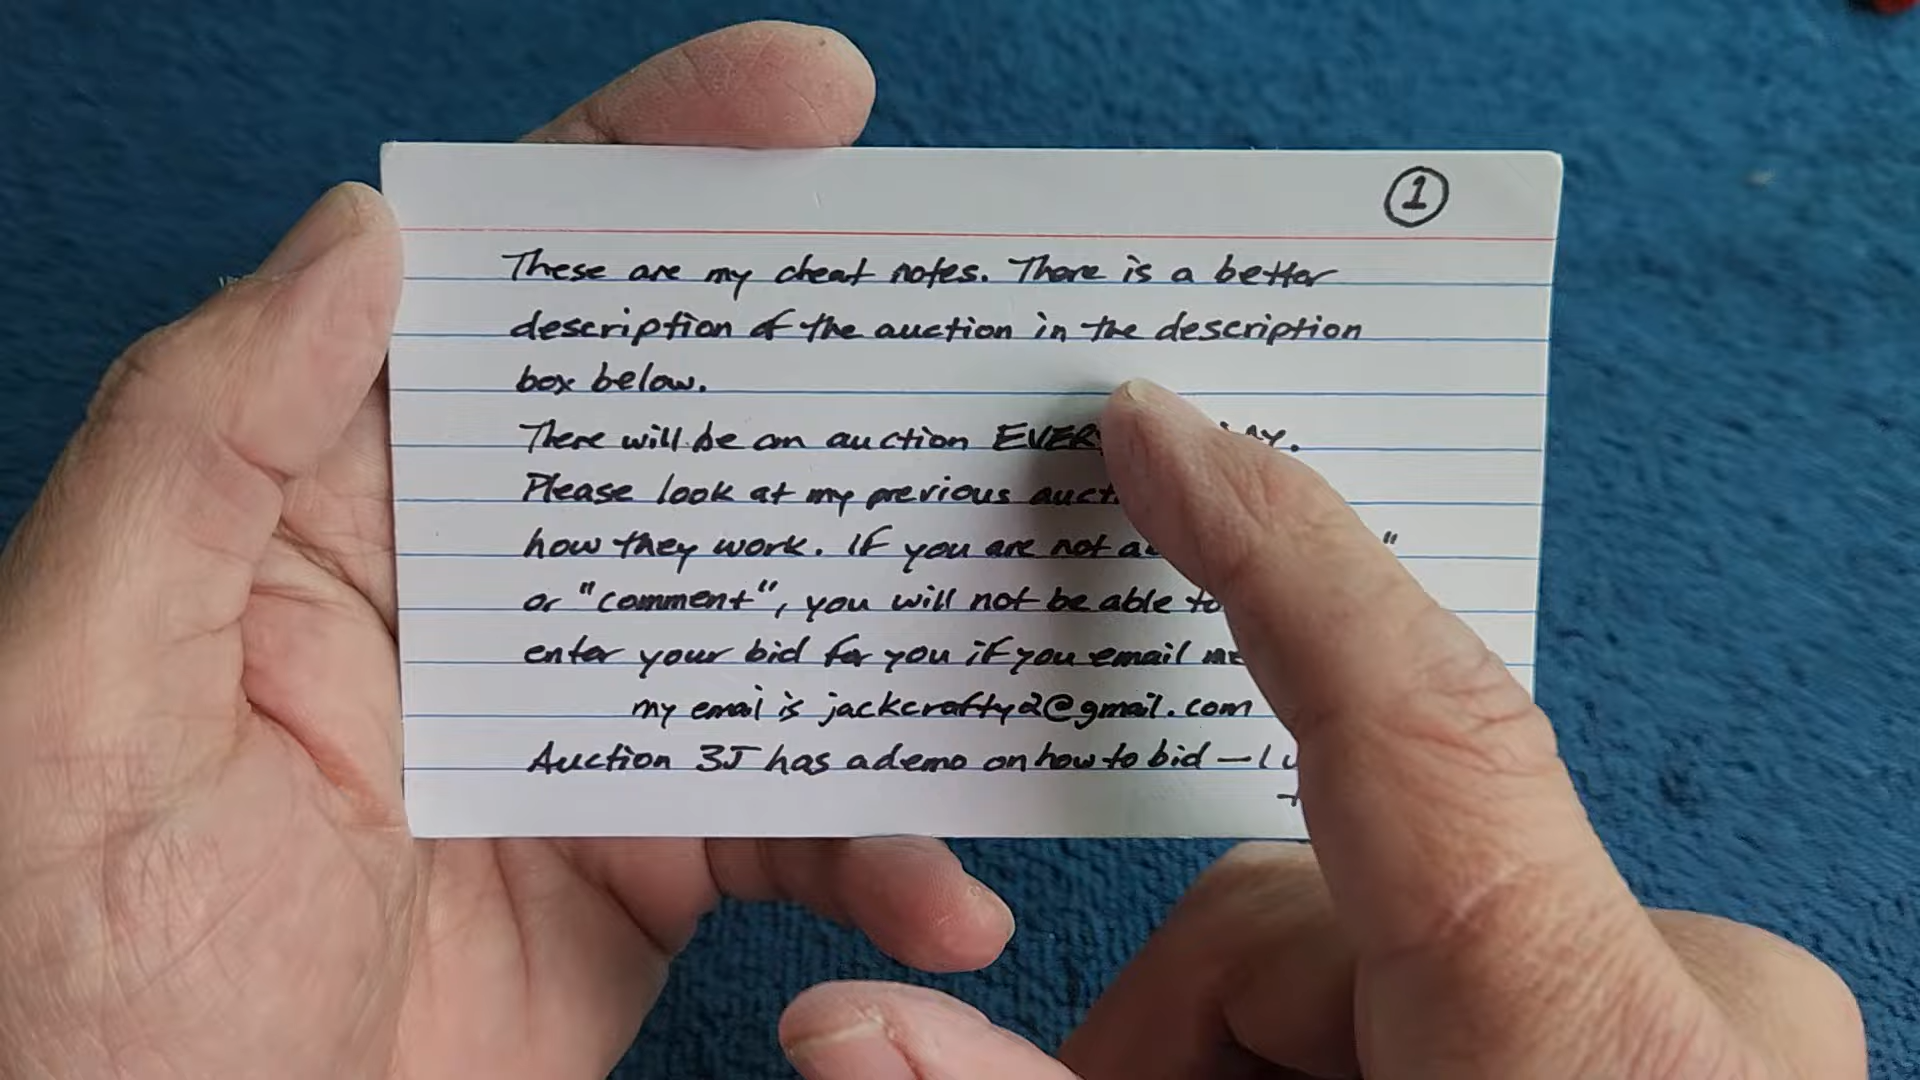 1
These are my cheat notes. There is a better
description of the auction in the description
box below.
There will be an auction
Please look at my previous
how they work. If you are not "
or "comment", you will not be able to
enter your bid for you if you email me
my email is jackcrafty2@gmail.com
Auction 3J has a demo on how to bid — I